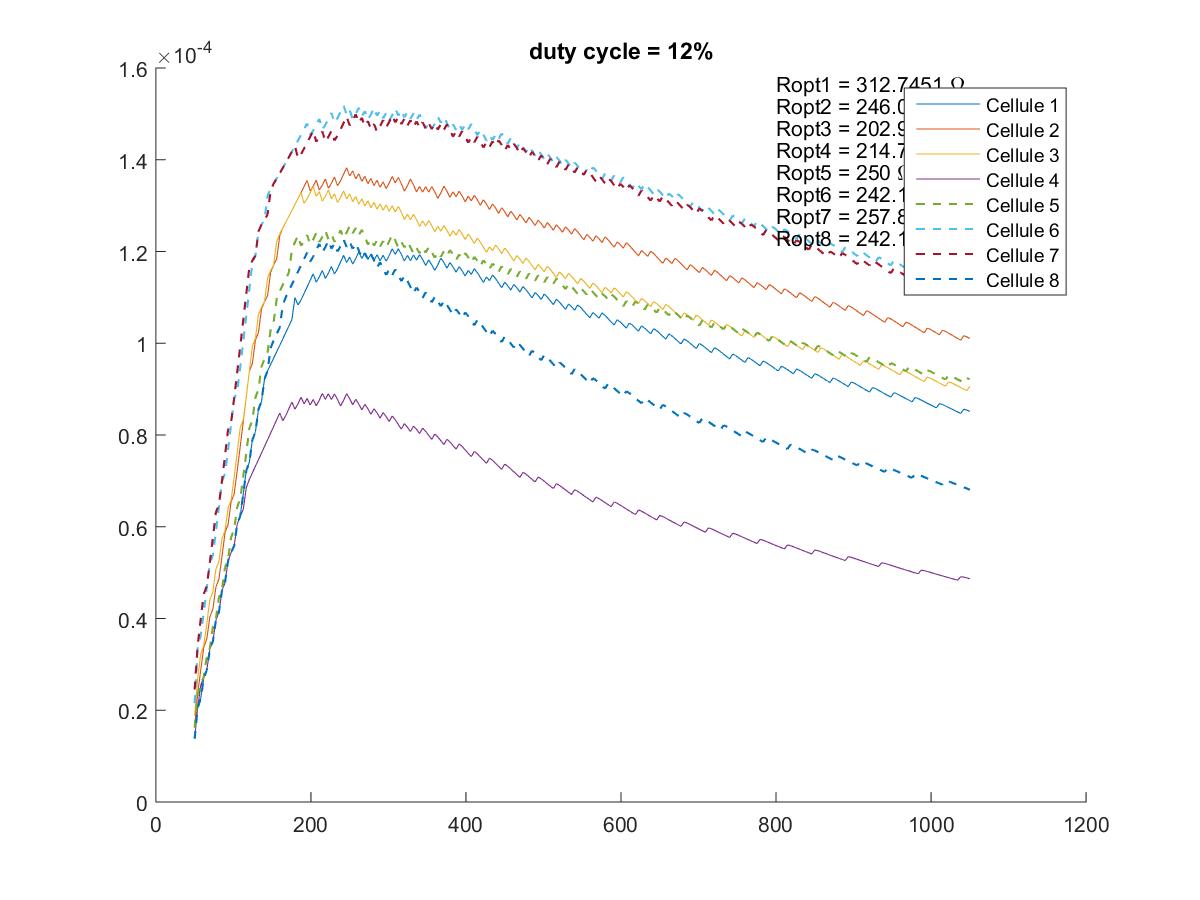 ×10-4
duty cycle = 12%
1.6
1.4
1.2
1
0.8
0.6
0.4
0.2
0
0
200
400
600
800
1000
1200
Ropt1 = 312.7451 Ω
Ropt2 = 246.0
Ropt3 = 202.9
Ropt4 = 214.7
Ropt5 = 250 Ω
Ropt6 = 242.1
Ropt7 = 257.8
Ropt8 = 242.1
Cellule 1
Cellule 2
Cellule 3
Cellule 4
Cellule 5
Cellule 6
Cellule 7
Cellule 8